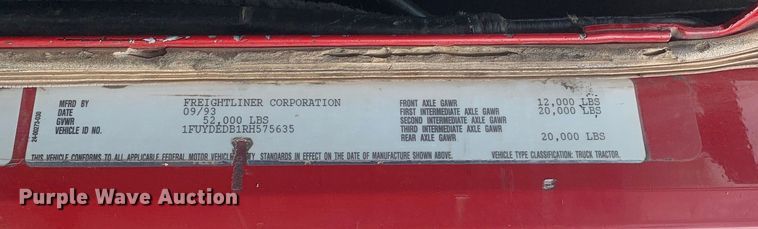 MFRD BY FREIGHTLINER CORPORATION
DATE 09/93
GVWR 52,000 LBS
VEHICLE ID NO. 1FUYDEDB1RH575635
FRONT AXLE GAWR 12,000 LBS
FIRST INTERMEDIATE AXLE GAWR 20,000 LBS
SECOND INTERMEDIATE AXLE GAWR
THIRD INTERMEDIATE AXLE GAWR
REAR AXLE GAWR 20,000 LBS
THIS VEHICLE CONFORMS TO ALL APPLICABLE FEDERAL MOTOR VEHICLE SAFETY STANDARDS IN EFFECT ON THE DATE OF MANUFACTURE SHOWN ABOVE. VEHICLE TYPE CLASSIFICATION: TRUCK TRACTOR.
Purple Wave Auction